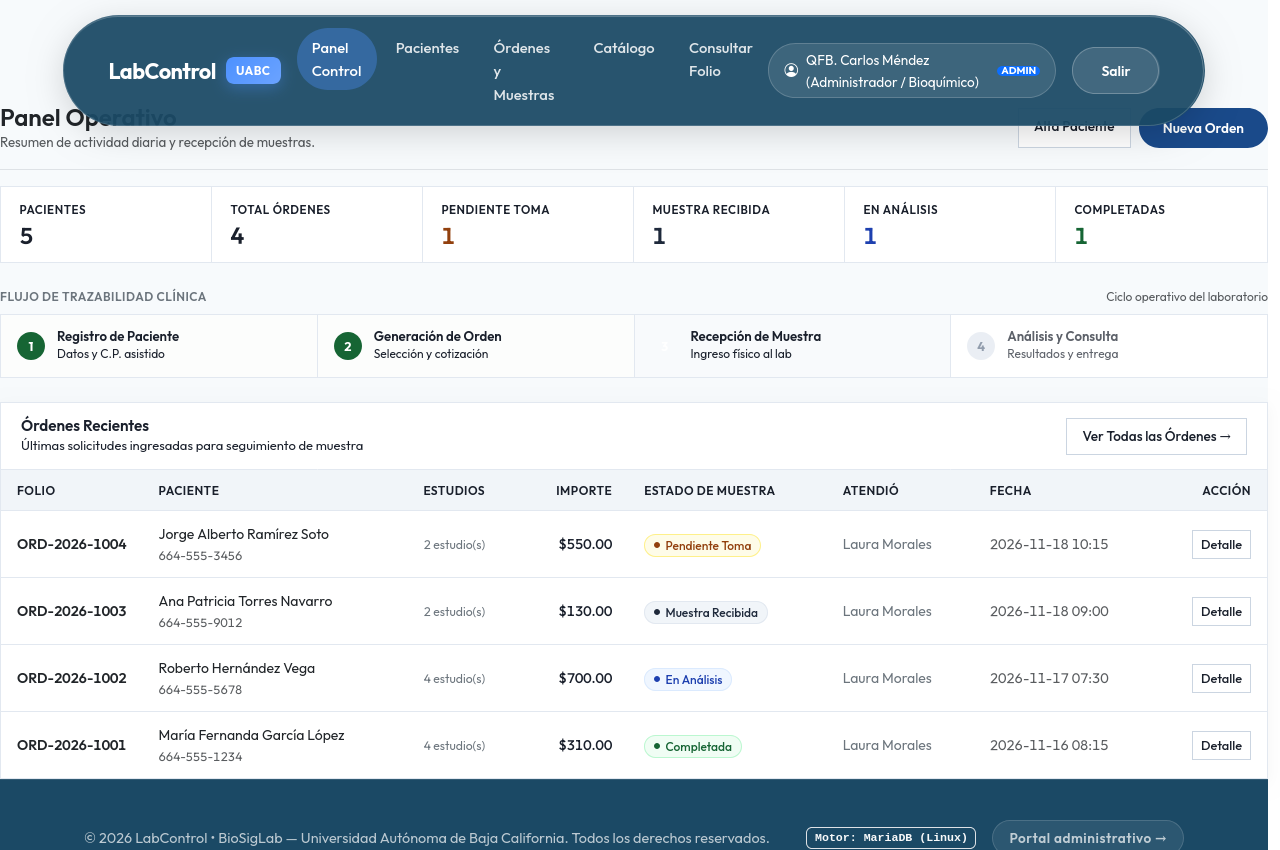 LabControl
UABC
Panel
Control
Pacientes
Órdenes
y
Muestras
Catálogo
Consultar
Folio
QFB. Carlos Méndez
(Administrador / Bioquímico)
ADMIN
Salir
Panel Operativo
Resumen de actividad diaria y recepción de muestras.
Alta Paciente
Nueva Orden
PACIENTES
5
TOTAL ÓRDENES
4
PENDIENTE TOMA
1
MUESTRA RECIBIDA
1
EN ANÁLISIS
1
COMPLETADAS
1
FLUJO DE TRAZABILIDAD CLÍNICA
Ciclo operativo del laboratorio
1
Registro de Paciente
Datos y C.P. asistido
2
Generación de Orden
Selección y cotización
3
Recepción de Muestra
Ingreso físico al lab
4
Análisis y Consulta
Resultados y entrega
Órdenes Recientes
Últimas solicitudes ingresadas para seguimiento de muestra
Ver Todas las Órdenes →
FOLIO PACIENTE ESTUDIOS IMPORTE ESTADO DE MUESTRA ATENDIÓ FECHA ACCIÓN
ORD-2026-1004 Jorge Alberto Ramírez Soto 2 estudio(s) $550.00 Pendiente Toma Laura Morales 2026-11-18 10:15 Detalle
664-555-3456
ORD-2026-1003 Ana Patricia Torres Navarro 2 estudio(s) $130.00 Muestra Recibida Laura Morales 2026-11-18 09:00 Detalle
664-555-9012
ORD-2026-1002 Roberto Hernández Vega 4 estudio(s) $700.00 En Análisis Laura Morales 2026-11-17 07:30 Detalle
664-555-5678
ORD-2026-1001 María Fernanda García López 4 estudio(s) $310.00 Completada Laura Morales 2026-11-16 08:15 Detalle
664-555-1234
© 2026 LabControl • BioSigLab — Universidad Autónoma de Baja California. Todos los derechos reservados.
Motor: MariaDB (Linux)
Portal administrativo →